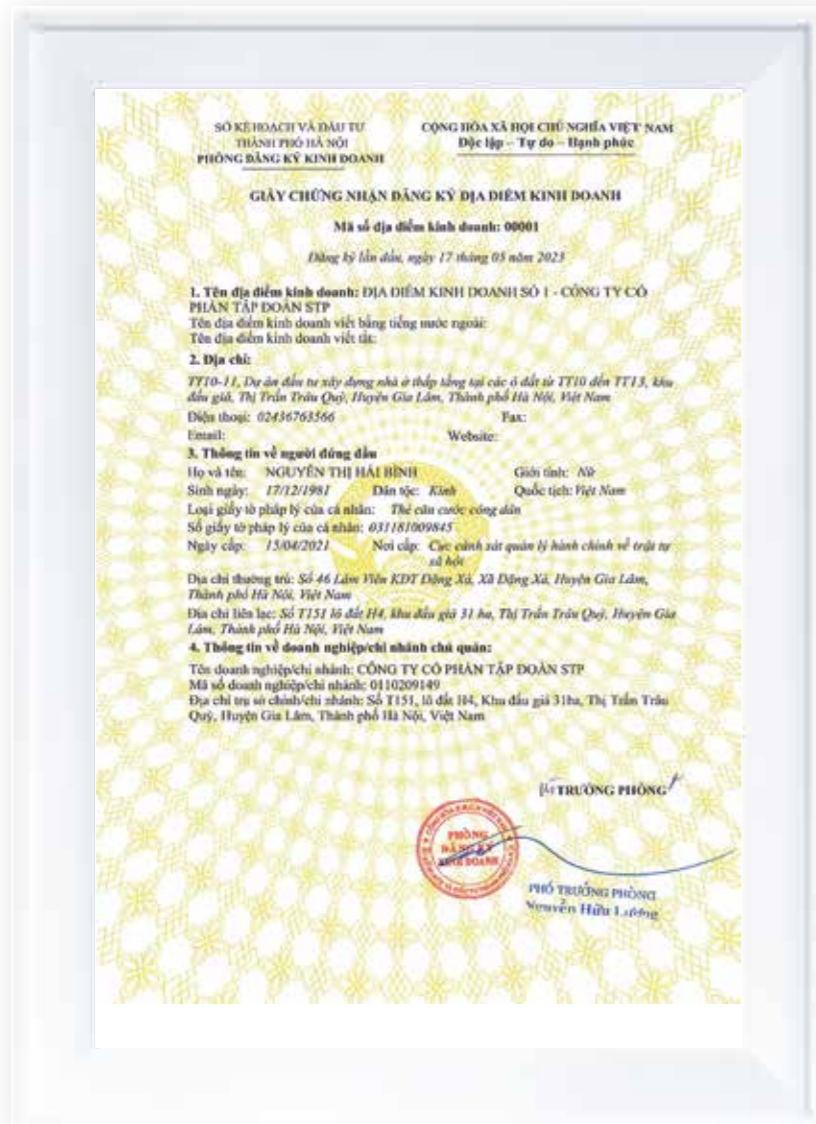 SỞ KẾ HOẠCH VÀ ĐẦU TƯ
THÀNH PHỐ HÀ NỘI
PHÒNG ĐĂNG KÝ KINH DOANH
CỘNG HÒA XÃ HỘI CHỦ NGHĨA VIỆT NAM
Độc lập – Tự do – Hạnh phúc
GIẤY CHỨNG NHẬN ĐĂNG KÝ ĐỊA ĐIỂM KINH DOANH
Mã số địa điểm kinh doanh: 00001
Đăng ký lần đầu, ngày 17 tháng 05 năm 2023
1. Tên địa điểm kinh doanh: ĐỊA ĐIỂM KINH DOANH SỐ 1 - CÔNG TY CỔ
PHẦN TẬP ĐOÀN STP
Tên địa điểm kinh doanh viết bằng tiếng nước ngoài:
Tên địa điểm kinh doanh viết tắt:
2. Địa chỉ:
TT10-11, Dự án đầu tư xây dựng nhà ở thấp tầng tại các ô đất từ TT10 đến TT13, khu
đấu giá, Thị Trấn Trâu Quỳ, Huyện Gia Lâm, Thành phố Hà Nội, Việt Nam
Điện thoại: 02436763566 Fax:
Email: Website:
3. Thông tin về người đứng đầu
Họ và tên: NGUYỄN THỊ HẢI BÌNH Giới tính: Nữ
Sinh ngày: 17/12/1981 Dân tộc: Kinh Quốc tịch: Việt Nam
Loại giấy tờ pháp lý của cá nhân: Thẻ căn cước công dân
Số giấy tờ pháp lý của cá nhân: 031181009845
Ngày cấp: 15/04/2021 Nơi cấp: Cục cảnh sát quản lý hành chính về trật tự
xã hội
Địa chỉ thường trú: Số 46 Lâm Viên KDT Đặng Xá, Xã Đặng Xá, Huyện Gia Lâm,
Thành phố Hà Nội, Việt Nam
Địa chỉ liên lạc: Số T151 lô đất H4, khu đấu giá 31 ha, Thị Trấn Trâu Quỳ, Huyện Gia
Lâm, Thành phố Hà Nội, Việt Nam
4. Thông tin về doanh nghiệp/chi nhánh chủ quản:
Tên doanh nghiệp/chi nhánh: CÔNG TY CỔ PHẦN TẬP ĐOÀN STP
Mã số doanh nghiệp/chi nhánh: 0110209149
Địa chỉ trụ sở chính/chi nhánh: Số T151, lô đất H4, Khu đấu giá 31ha, Thị Trấn Trâu
Quỳ, Huyện Gia Lâm, Thành phố Hà Nội, Việt Nam
TRƯỞNG PHÒNG
PHÒNG
ĐĂNG KÝ
KINH DOANH
PHÓ TRƯỞNG PHÒNG
Nguyễn Hữu Lương